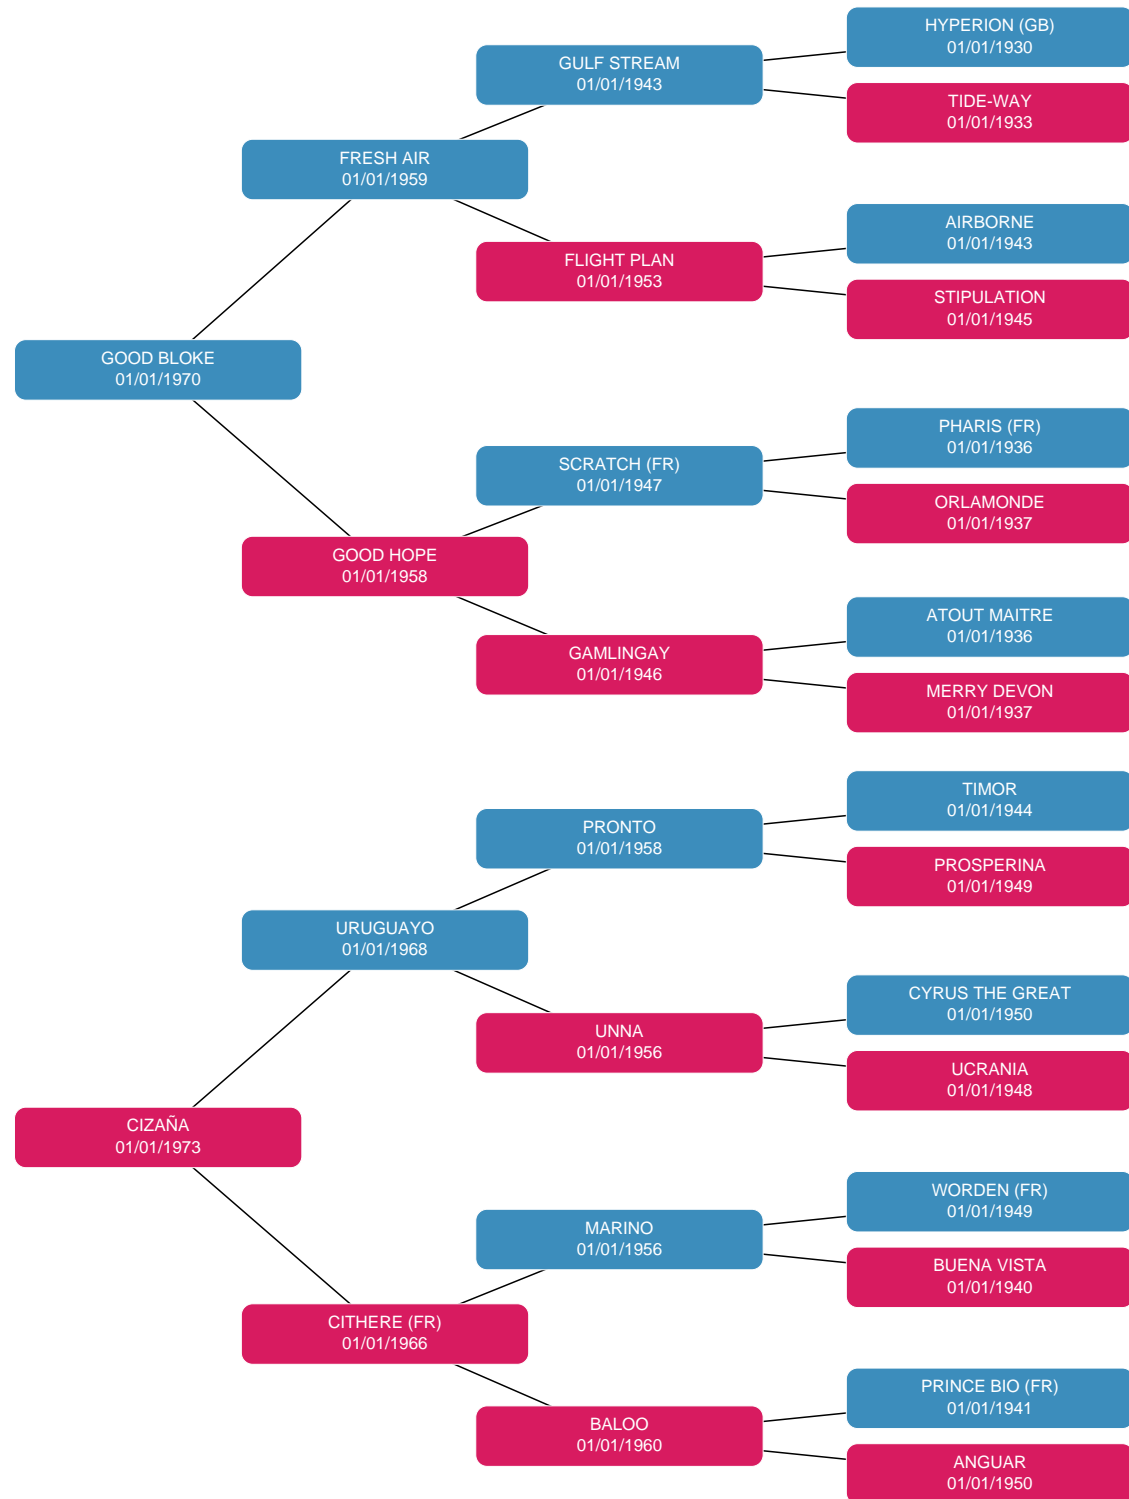 HYPERION (GB)
01/01/1930
GULF STREAM
01/01/1943
TIDE-WAY
01/01/1933
FRESH AIR
01/01/1959
AIRBORNE
01/01/1943
FLIGHT PLAN
01/01/1953
STIPULATION
01/01/1945
GOOD BLOKE
01/01/1970
PHARIS (FR)
01/01/1936
SCRATCH (FR)
01/01/1947
ORLAMONDE
01/01/1937
GOOD HOPE
01/01/1958
ATOUT MAITRE
01/01/1936
GAMLINGAY
01/01/1946
MERRY DEVON
01/01/1937
TIMOR
01/01/1944
PRONTO
01/01/1958
PROSPERINA
01/01/1949
URUGUAYO
01/01/1968
CYRUS THE GREAT
01/01/1950
UNNA
01/01/1956
UCRANIA
01/01/1948
CIZAÑA
01/01/1973
WORDEN (FR)
01/01/1949
MARINO
01/01/1956
BUENA VISTA
01/01/1940
CITHERE (FR)
01/01/1966
PRINCE BIO (FR)
01/01/1941
BALOO
01/01/1960
ANGUAR
01/01/1950